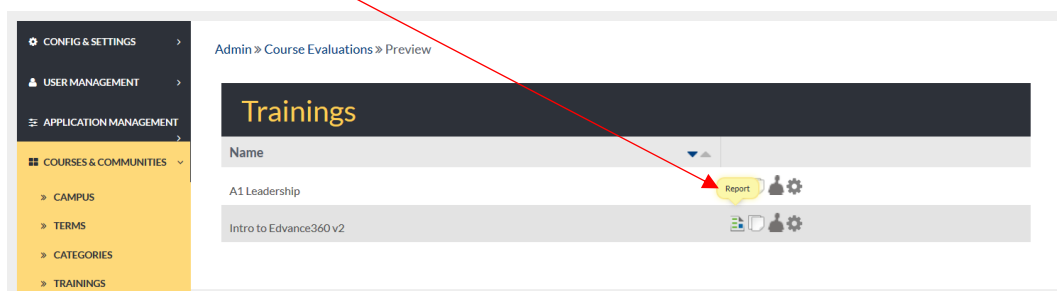 CONFIG & SETTINGS
USER MANAGEMENT
APPLICATION MANAGEMENT
COURSES & COMMUNITIES
» CAMPUS
» TERMS
» CATEGORIES
» TRAININGS
Admin » Course Evaluations » Preview
Trainings
Name
A1 Leadership
Report
Intro to Edvance360 v2